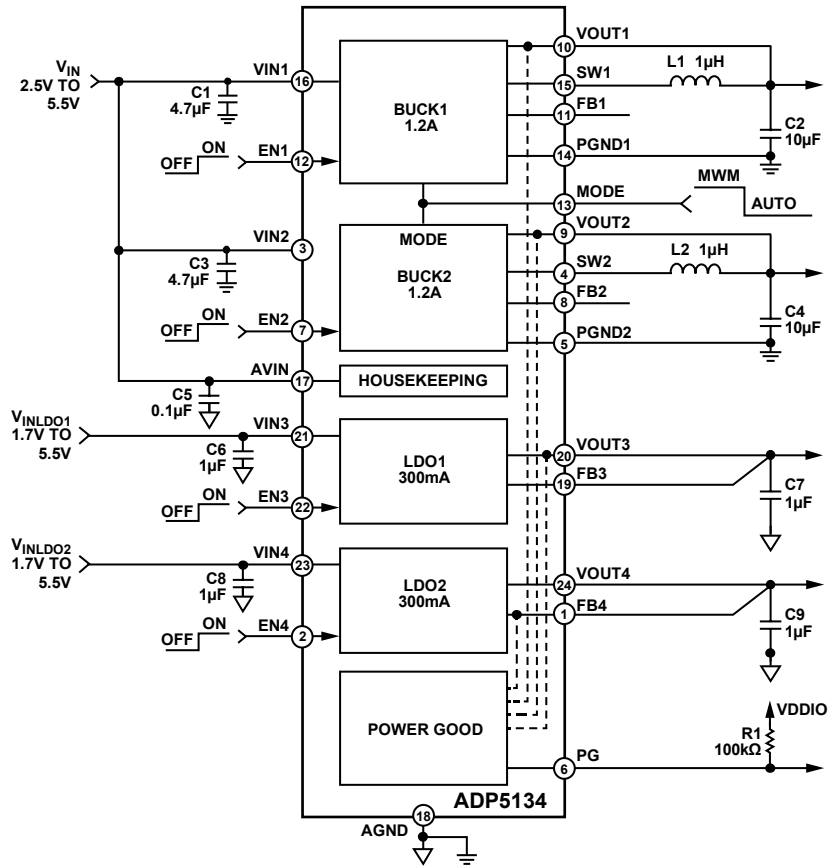 VIN
2.5V TO
5.5V
C1
4.7µF
VIN1
16
BUCK1
1.2A
10
VOUT1
15
SW1
L1 1µH
11
FB1
14
PGND1
C2
10µF
OFF
ON
EN1
12
13
MODE
MWM
AUTO
C3
4.7µF
VIN2
3
MODE
BUCK2
1.2A
9
VOUT2
4
SW2
L2 1µH
8
FB2
5
PGND2
C4
10µF
OFF
ON
EN2
7
AVIN
17
HOUSEKEEPING
C5
0.1µF
VINLDO1
1.7V TO
5.5V
C6
1µF
VIN3
21
LDO1
300mA
20
VOUT3
19
FB3
C7
1µF
OFF
ON
EN3
22
VINLDO2
1.7V TO
5.5V
C8
1µF
VIN4
23
LDO2
300mA
24
VOUT4
1
FB4
C9
1µF
OFF
ON
EN4
2
POWER GOOD
VDDIO
R1
100kΩ
PG
6
ADP5134
18
AGND